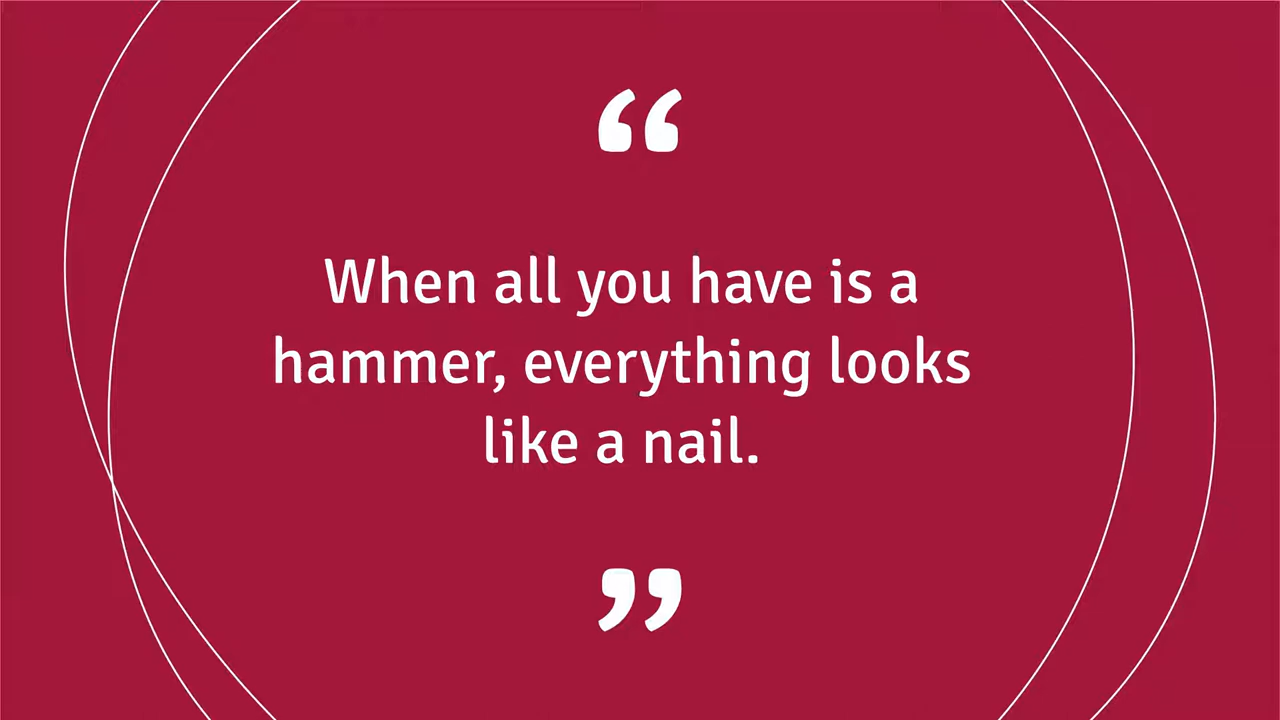 “
When all you have is a
hammer, everything looks
like a nail.
”